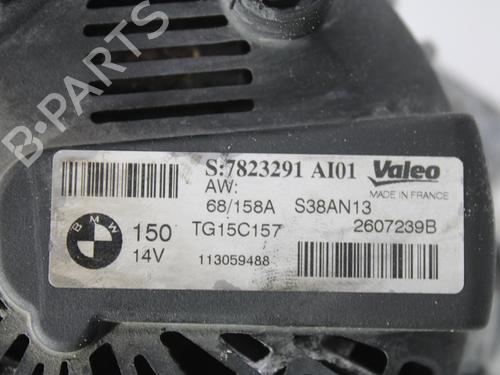 B-PARTS
S:7823291 AI01 Valeo
AW: MADE IN FRANCE
68/158A S38AN13
BMW 150 TG15C157 2607239B
14V 113059488